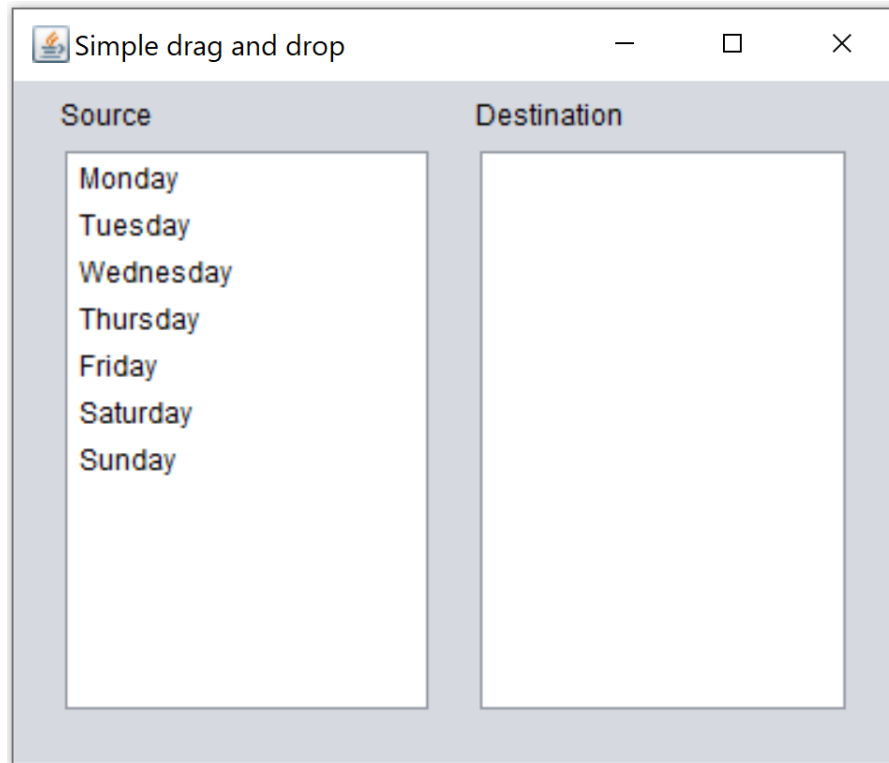 Simple drag and drop
Source
Destination
Monday
Tuesday
Wednesday
Thursday
Friday
Saturday
Sunday